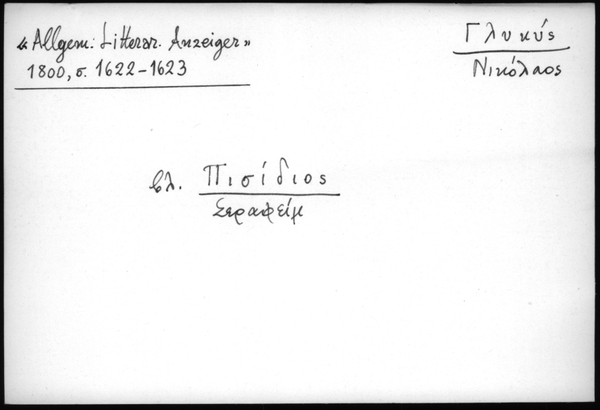 «Allgem: Litterar. Anzeiger»
1800, σ. 1622-1623
Γλυκύς
Νικόλαος
βλ. Πισίδιος
Σεραφείμ